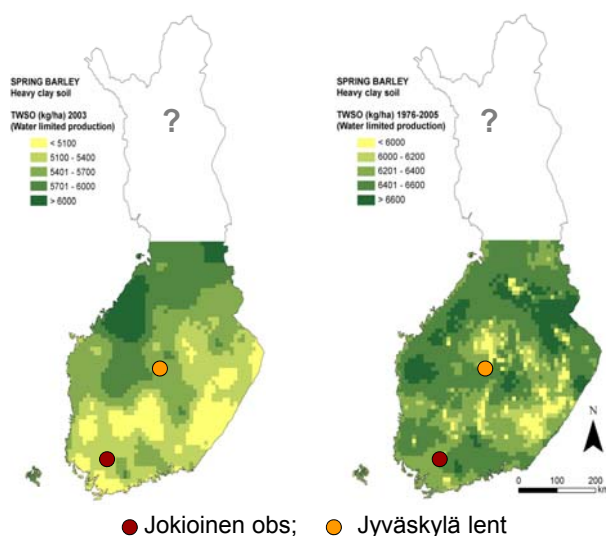 SPRING BARLEY
Heavy clay soil
TWSO (kg/ha) 2003
(Water limited production)
< 5100
5100 - 5400
5401 - 5700
5701 - 6000
> 6000
?
SPRING BARLEY
Heavy clay soil
TWSO (kg/ha) 1976-2005
(Water limited production)
< 6000
6000 - 6200
6201 - 6400
6401 - 6600
> 6600
?
N
0 100 200
km
Jokioinen obs; Jyväskylä lent